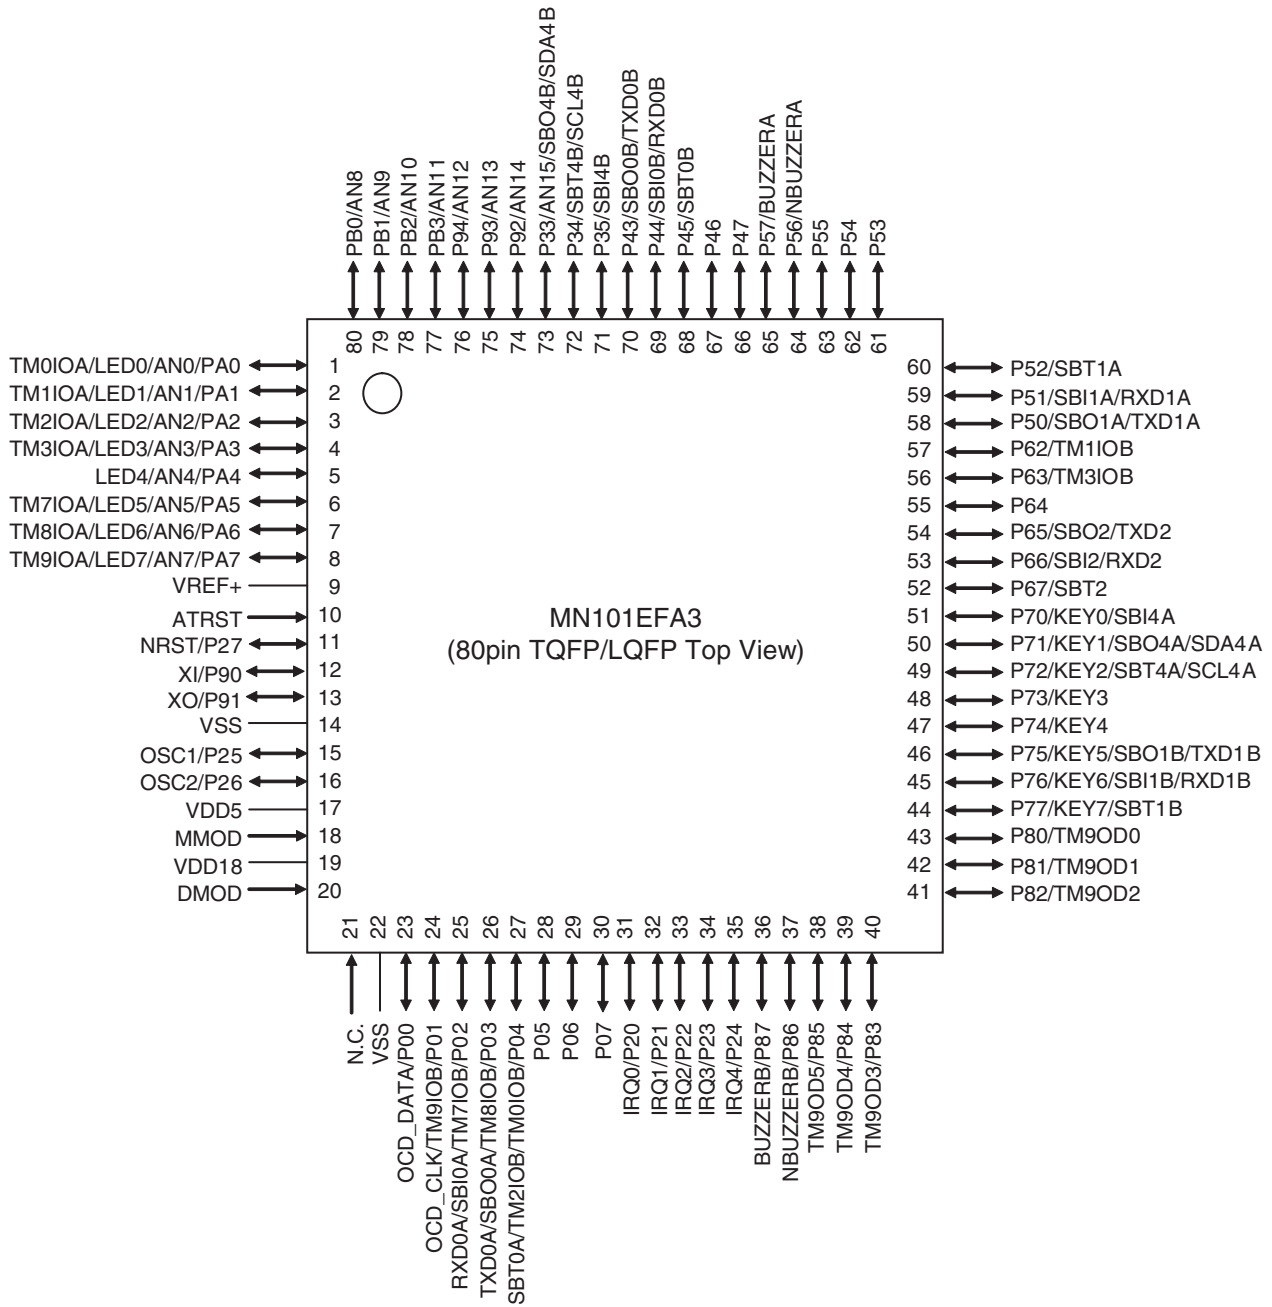 PB0/AN8
PB1/AN9
PB2/AN10
PB3/AN11
P94/AN12
P93/AN13
P92/AN14
P33/AN15/SBO4B/SDA4B
P34/SBT4B/SCL4B
P35/SBI4B
P43/SBO0B/TXD0B
P44/SBI0B/RXD0B
P45/SBT0B
P46
P47
P57/BUZZERA
P56/NBUZZERA
P55
P54
P53
80
79
78
77
76
75
74
73
72
71
70
69
68
67
66
65
64
63
62
61
TM0IOA/LED0/AN0/PA0 1
TM1IOA/LED1/AN1/PA1 2
TM2IOA/LED2/AN2/PA2 3
TM3IOA/LED3/AN3/PA3 4
LED4/AN4/PA4 5
TM7IOA/LED5/AN5/PA5 6
TM8IOA/LED6/AN6/PA6 7
TM9IOA/LED7/AN7/PA7 8
VREF+ 9
ATRST 10
NRST/P27 11
XI/P90 12
XO/P91 13
VSS 14
OSC1/P25 15
OSC2/P26 16
VDD5 17
MMOD 18
VDD18 19
DMOD 20
MN101EFA3
(80pin TQFP/LQFP Top View)
60 P52/SBT1A
59 P51/SBI1A/RXD1A
58 P50/SBO1A/TXD1A
57 P62/TM1IOB
56 P63/TM3IOB
55 P64
54 P65/SBO2/TXD2
53 P66/SBI2/RXD2
52 P67/SBT2
51 P70/KEY0/SBI4A
50 P71/KEY1/SBO4A/SDA4A
49 P72/KEY2/SBT4A/SCL4A
48 P73/KEY3
47 P74/KEY4
46 P75/KEY5/SBO1B/TXD1B
45 P76/KEY6/SBI1B/RXD1B
44 P77/KEY7/SBT1B
43 P80/TM9OD0
42 P81/TM9OD1
41 P82/TM9OD2
21
22
23
24
25
26
27
28
29
30
31
32
33
34
35
36
37
38
39
40
N.C.
VSS
OCD_DATA/P00
OCD_CLK/TM9IOB/P01
RXD0A/SBI0A/TM7IOB/P02
TXD0A/SBO0A/TM8IOB/P03
SBT0A/TM2IOB/TM0IOB/P04
P05
P06
P07
IRQ0/P20
IRQ1/P21
IRQ2/P22
IRQ3/P23
IRQ4/P24
BUZZERB/P87
NBUZZERB/P86
TM9OD5/P85
TM9OD4/P84
TM9OD3/P83